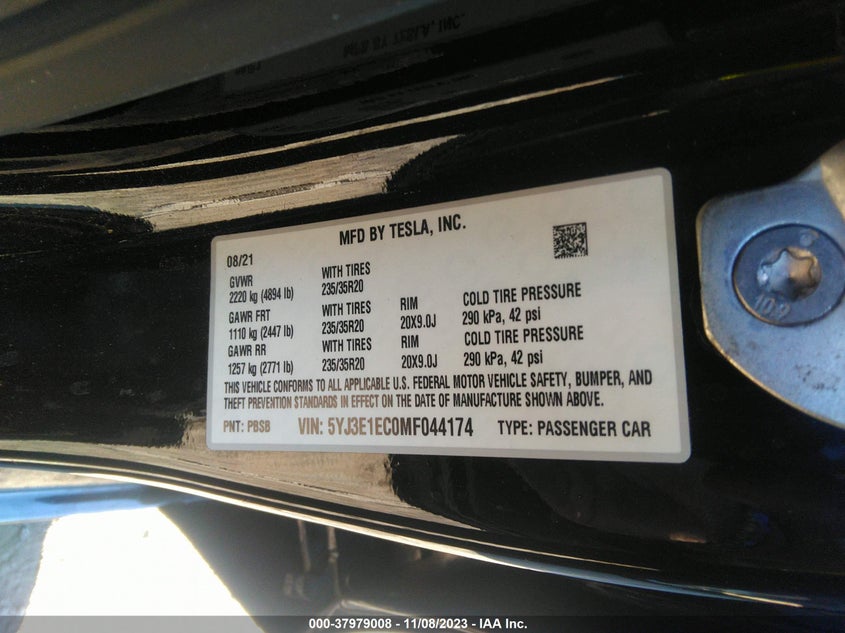 MFD BY TESLA, INC.
08/21
GVWR WITH TIRES
2220 kg (4894 lb) 235/35R20
GAWR FRT WITH TIRES RIM COLD TIRE PRESSURE
1110 kg (2447 lb) 235/35R20 20X9.0J 290 kPa, 42 psi
GAWR RR WITH TIRES RIM COLD TIRE PRESSURE
1257 kg (2771 lb) 235/35R20 20X9.0J 290 kPa, 42 psi
THIS VEHICLE CONFORMS TO ALL APPLICABLE U.S. FEDERAL MOTOR VEHICLE SAFETY, BUMPER, AND
THEFT PREVENTION STANDARDS IN EFFECT ON THE DATE OF MANUFACTURE SHOWN ABOVE.
PNT: PBSB VIN: 5YJ3E1EC0MF044174 TYPE: PASSENGER CAR
10.9
000-37979008 - 11/08/2023 - IAA Inc.